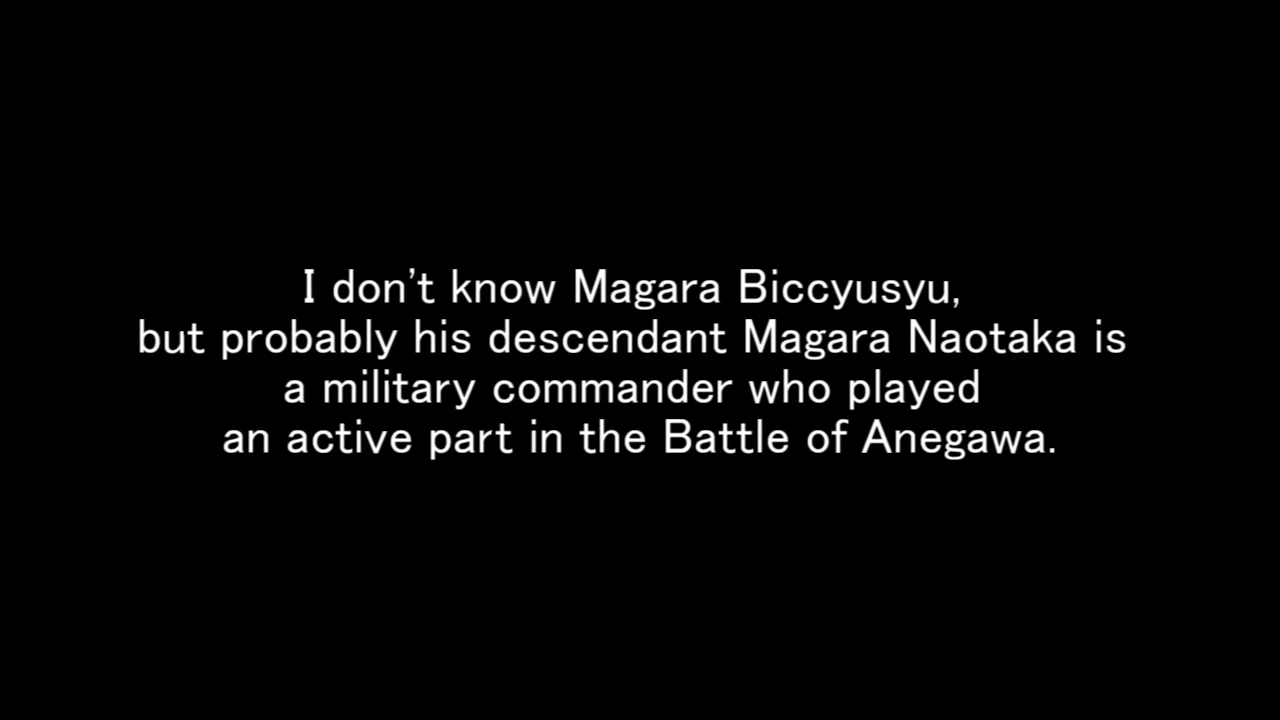 I don’t know Magara Biccyusyu,
but probably his descendant Magara Naotaka is
a military commander who played
an active part in the Battle of Anegawa.